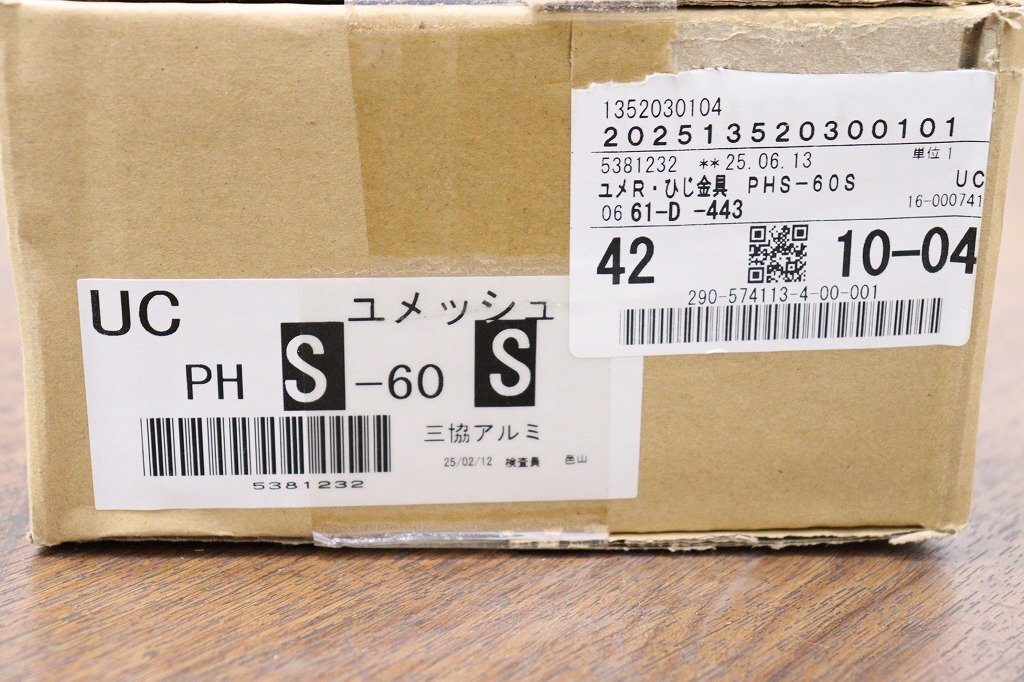 1352030104
202513520300101
単位 1
5381232 **25.06.13
ユメR・ひじ金具 PHS-60S UC
06 61-D -443 16-000741
42 10-04
290-574113-4-00-001
UC ユメッシュ
PH S -60 S
三協アルミ
25/02/12 検査員 邑山
5381232